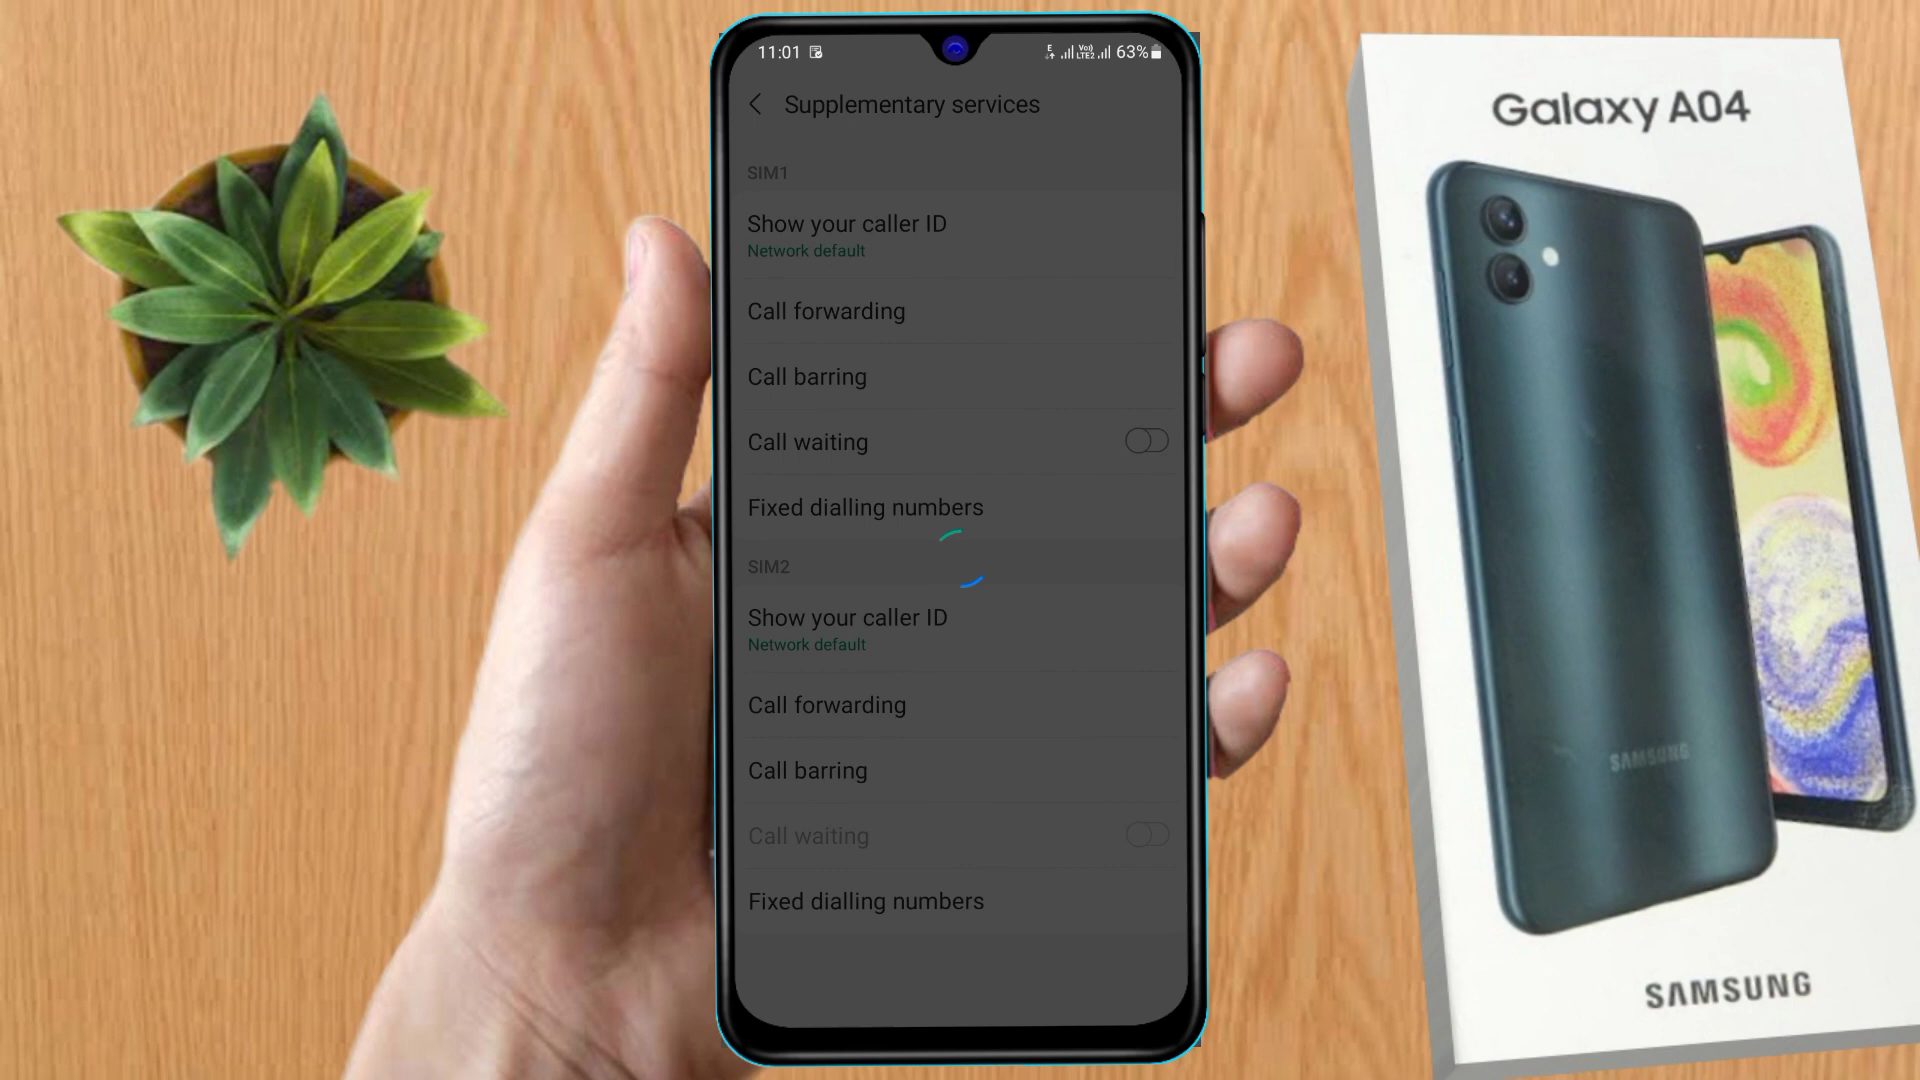 11:01
E Vo)) LTE2 63%
Supplementary services
SIM1
Show your caller ID
Network default
Call forwarding
Call barring
Call waiting
Fixed dialling numbers
SIM2
Show your caller ID
Network default
Call forwarding
Call barring
Call waiting
Fixed dialling numbers
Galaxy A04
SAMSUNG
SAMSUNG